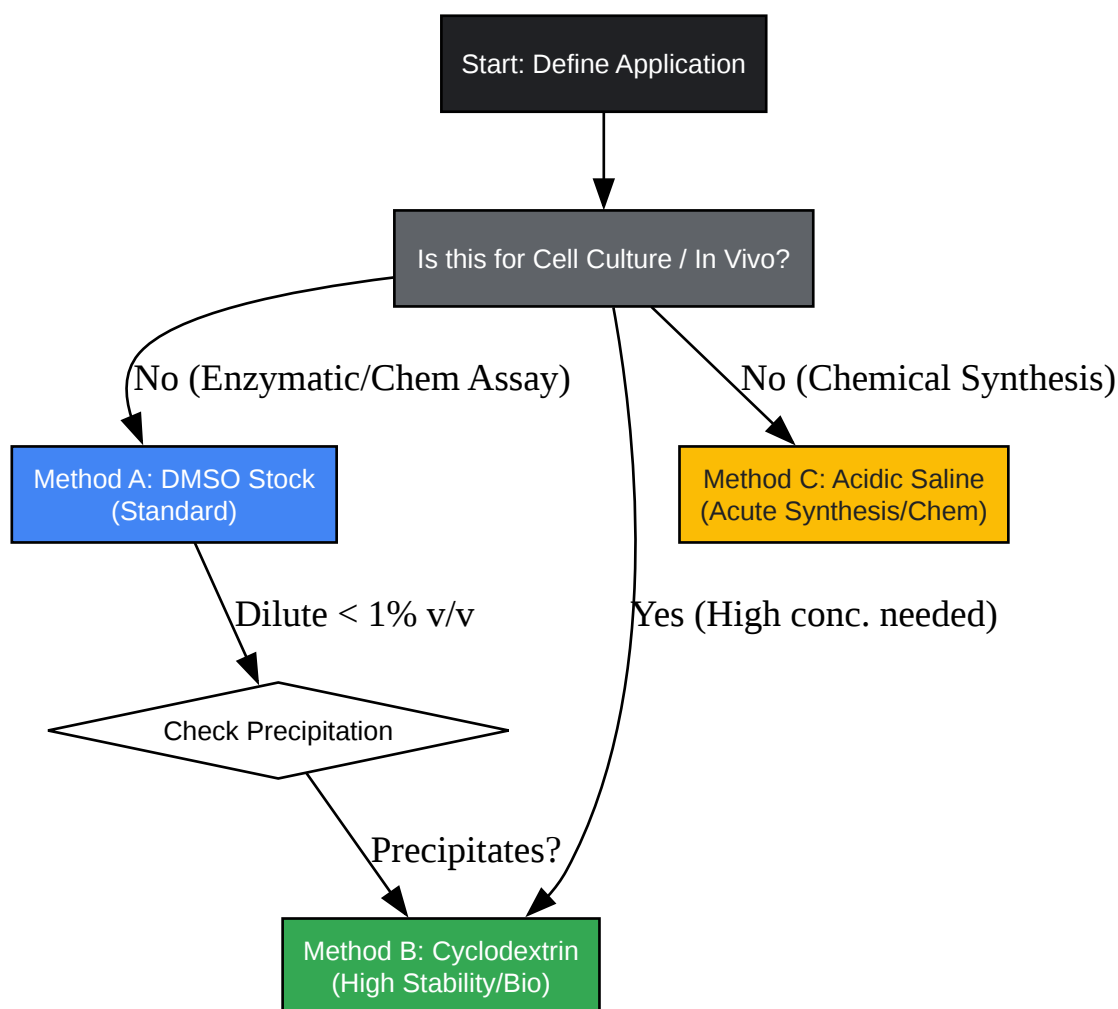 Start: Define Application
Is this for Cell Culture / In Vivo?
No (Enzymatic/Chem Assay)
No (Chemical Synthesis)
Method A: DMSO Stock
(Standard)
Method C: Acidic Saline
(Acute Synthesis/Chem)
Dilute < 1% v/v
Yes (High conc. needed)
Check Precipitation
Precipitates?
Method B: Cyclodextrin
(High Stability/Bio)